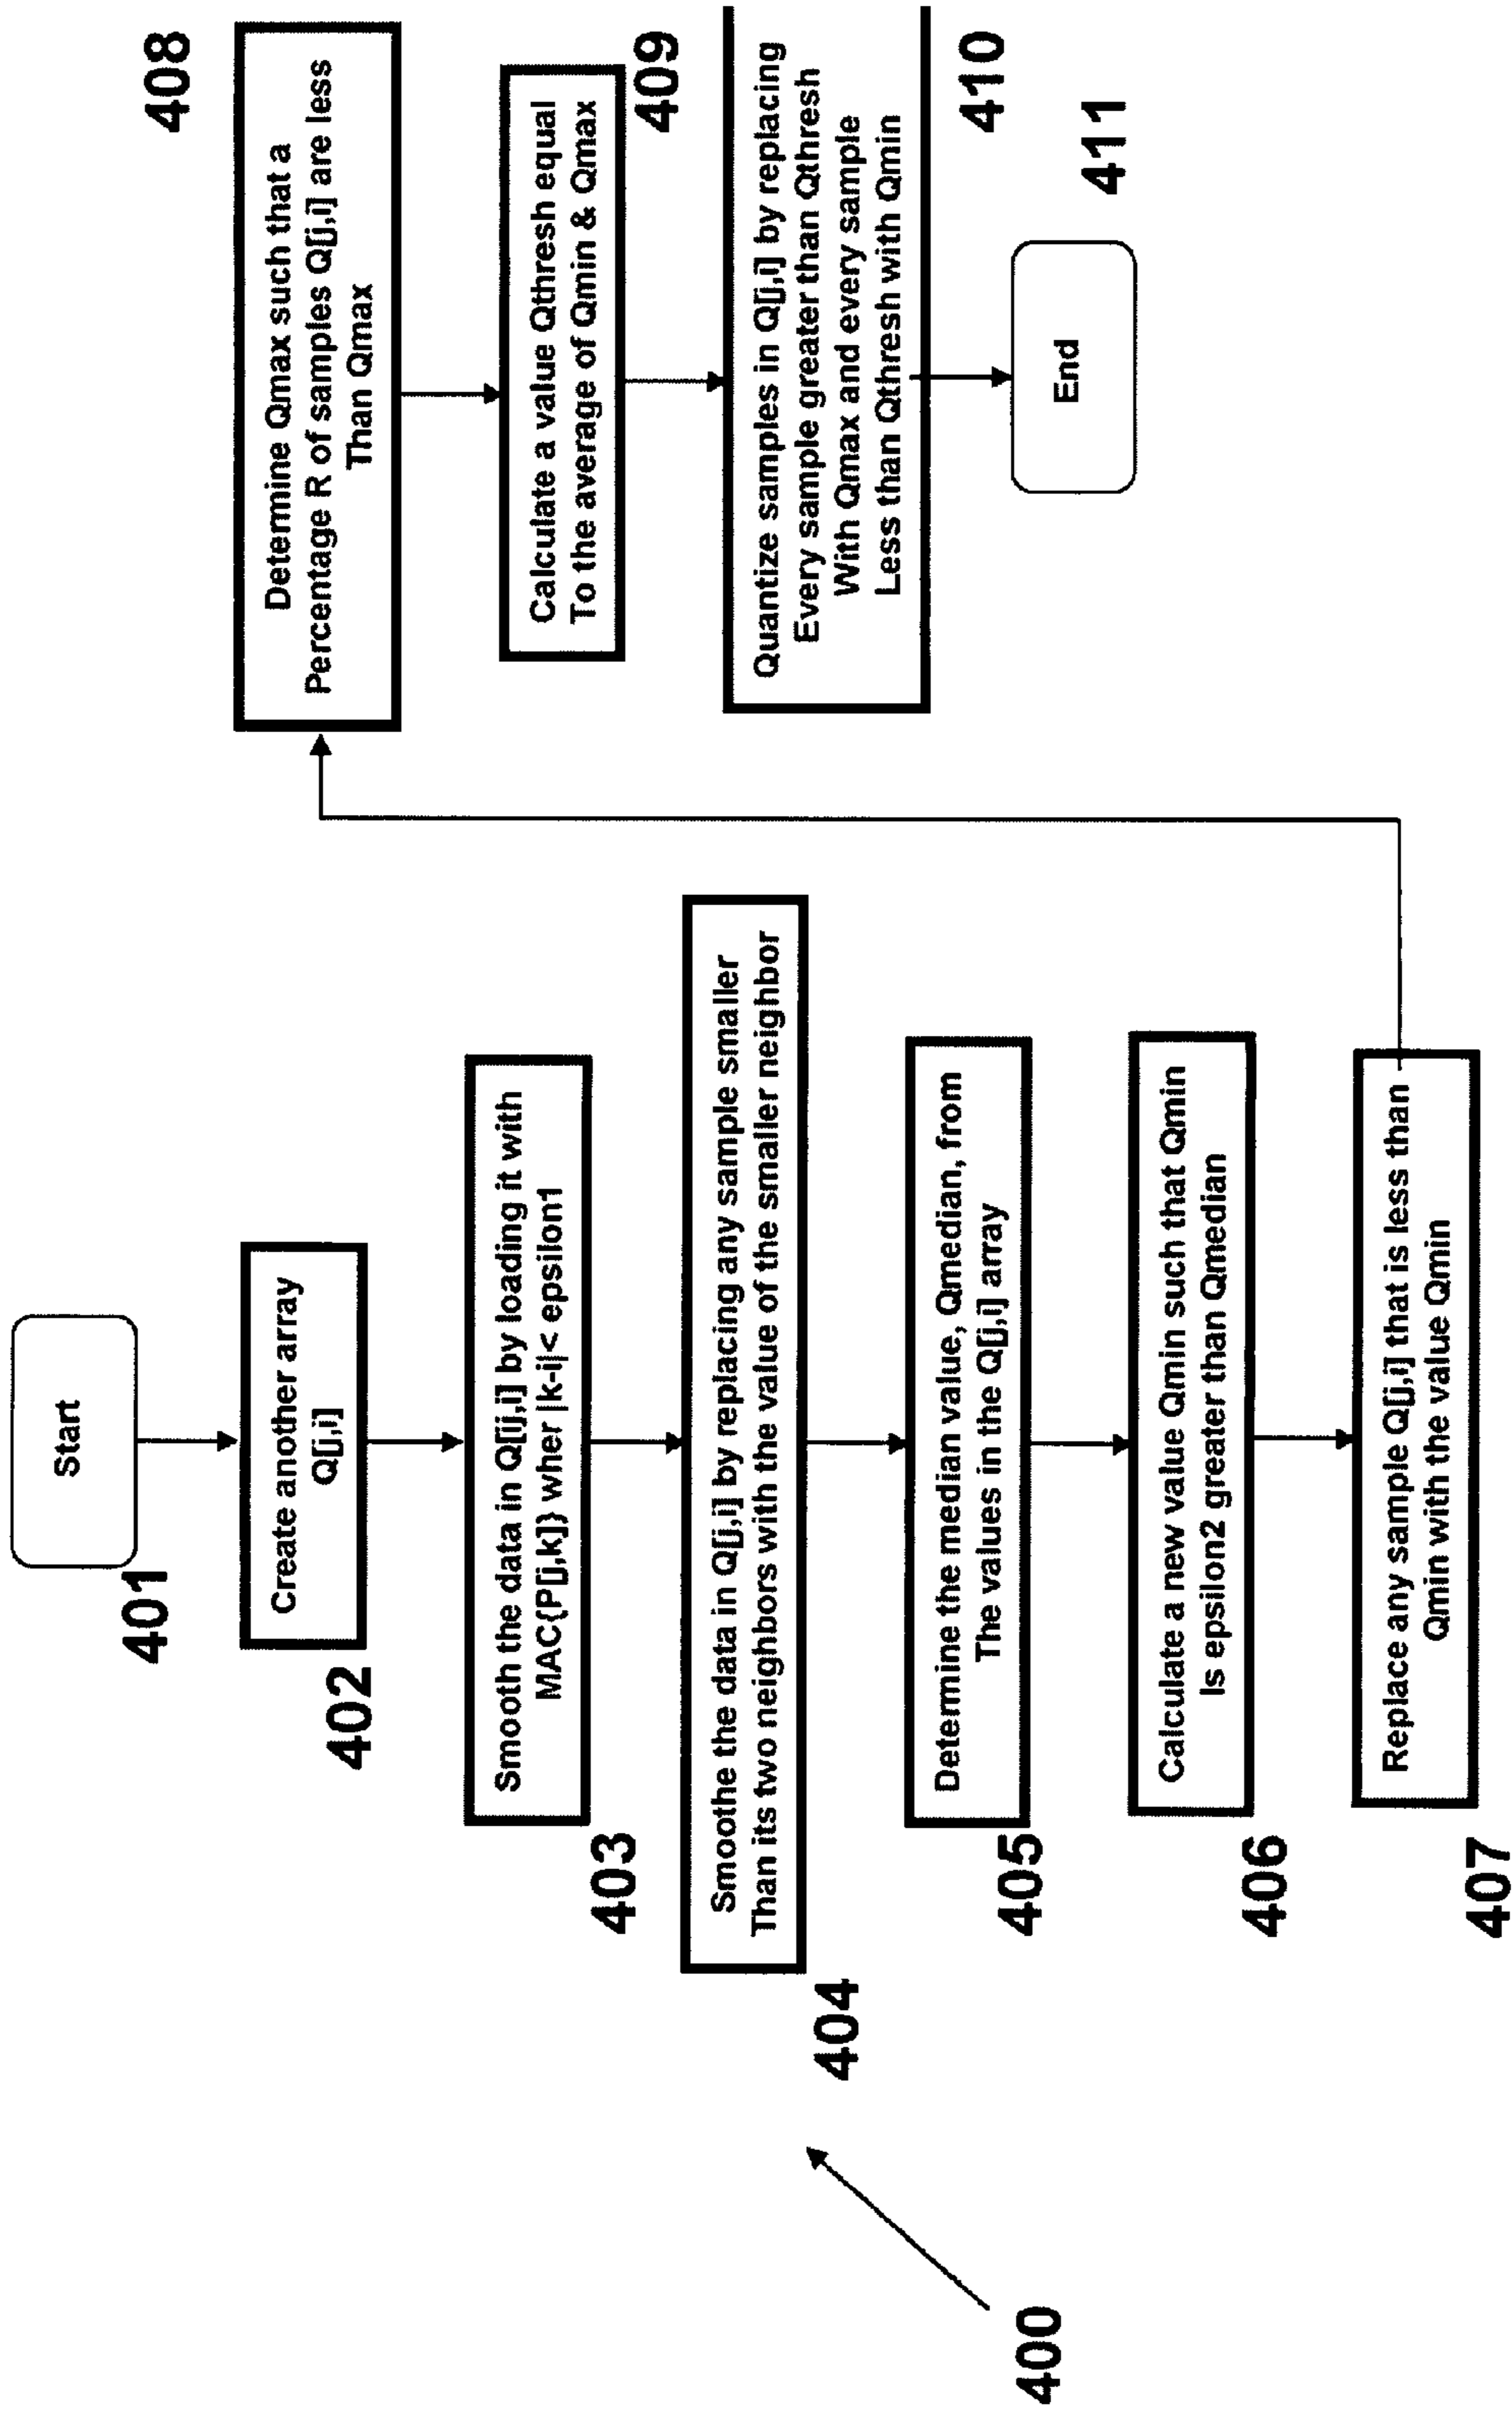 Start
401
Create another array
Q[j,i]
402
Smooth the data in Q[i,i] by loading it with
MAC{P[j,k]} wher |k-i|< epsilon1
403
Smoothe the data in Q[j,i] by replacing any sample smaller
Than its two neighbors with the value of the smaller neighbor
404
Determine the median value, Qmedian, from
The values in the Q[j,i] array
405
Calculate a new value Qmin such that Qmin
Is epsilon2 greater than Qmedian
406
Replace any sample Q[j,i] that is less than
Qmin with the value Qmin
407
400
408
Determine Qmax such that a
Percentage R of samples Q[j,i] are less
Than Qmax
Calculate a value Qthresh equal
To the average of Qmin & Qmax
409
Quantize samples in Q[j,i] by replacing
Every sample greater than Qthresh
With Qmax and every sample
Less than Qthresh with Qmin
410
End
411